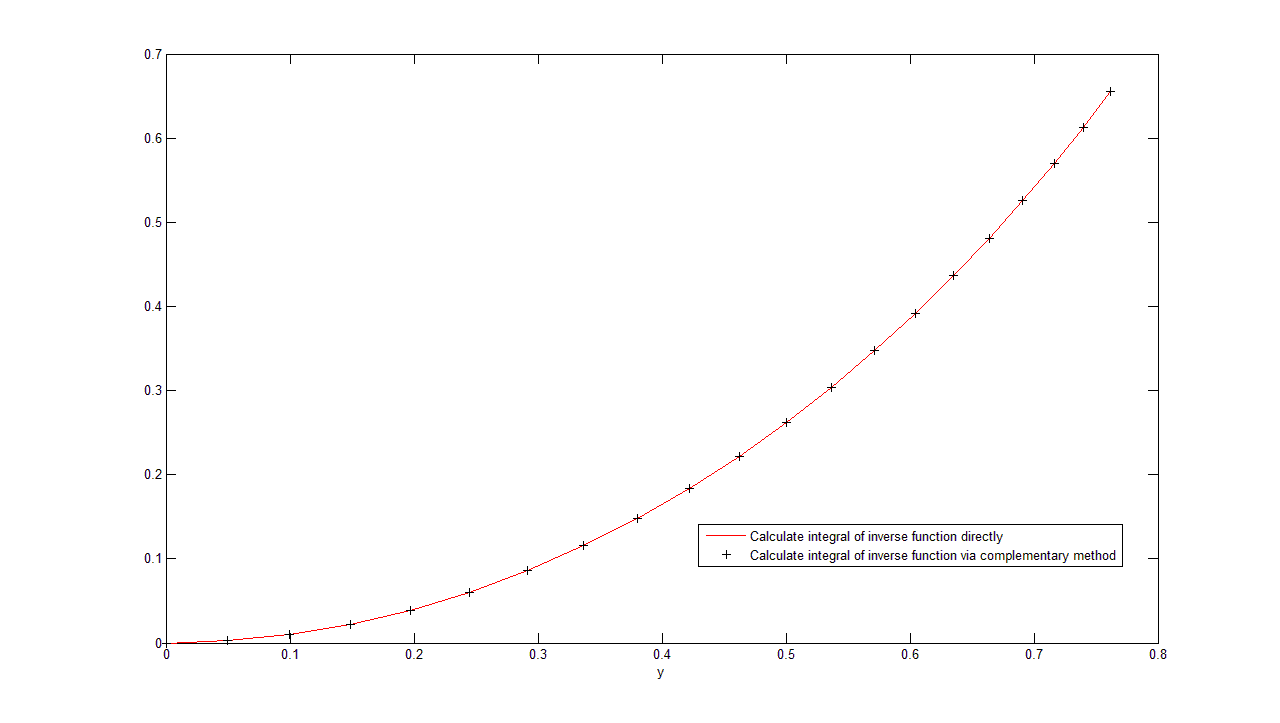 0.7
0.6
0.5
0.4
0.3
0.2
0.1
0
Calculate integral of inverse function directly
Calculate integral of inverse function via complementary method
0 0.1 0.2 0.3 0.4 0.5 0.6 0.7 0.8
y